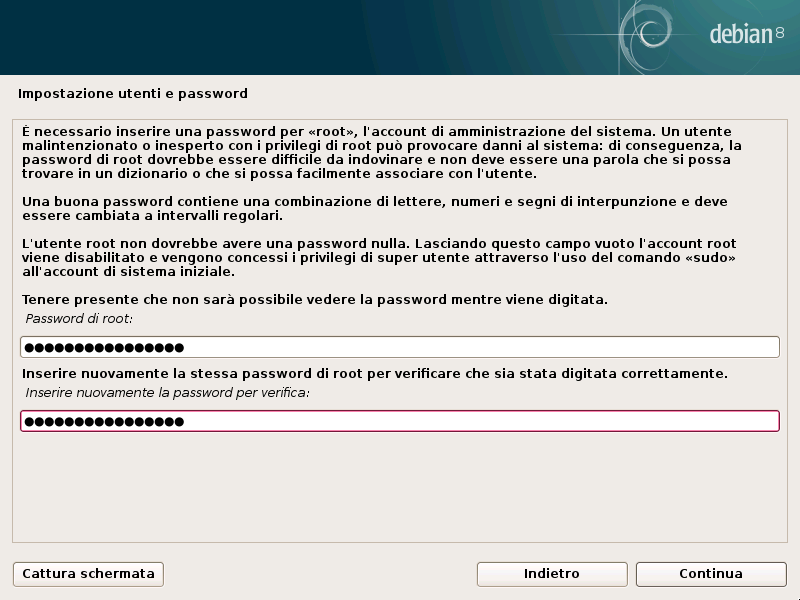 debian 8
Impostazione utenti e password
È necessario inserire una password per «root», l'account di amministrazione del sistema. Un utente
malintenzionato o inesperto con i privilegi di root può provocare danni al sistema: di conseguenza, la
password di root dovrebbe essere difficile da indovinare e non deve essere una parola che si possa
trovare in un dizionario o che si possa facilmente associare con l'utente.
Una buona password contiene una combinazione di lettere, numeri e segni di interpunzione e deve
essere cambiata a intervalli regolari.
L'utente root non dovrebbe avere una password nulla. Lasciando questo campo vuoto l'account root
viene disabilitato e vengono concessi i privilegi di super utente attraverso l'uso del comando «sudo»
all'account di sistema iniziale.
Tenere presente che non sarà possibile vedere la password mentre viene digitata.
Password di root:
●●●●●●●●●●●●●●●●
Inserire nuovamente la stessa password di root per verificare che sia stata digitata correttamente.
Inserire nuovamente la password per verifica:
●●●●●●●●●●●●●●●●
Cattura schermata
Indietro
Continua